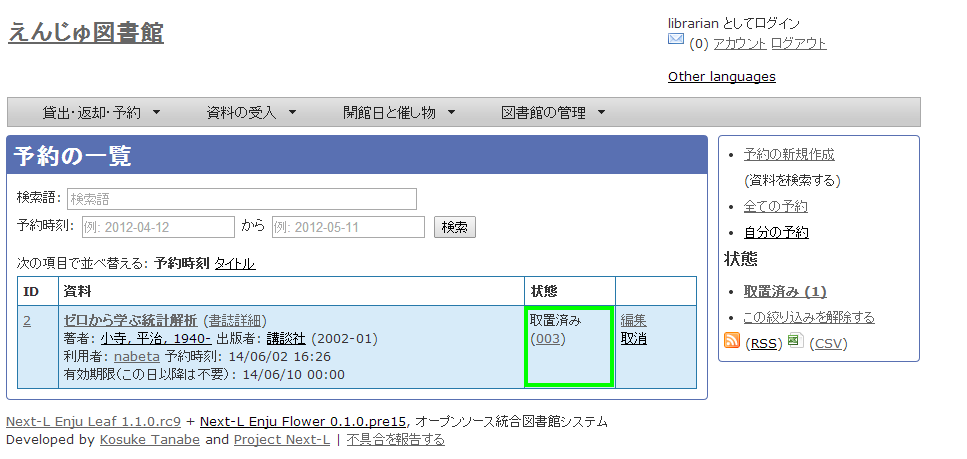 えんじゅ図書館
librarian としてログイン
(0) アカウント ログアウト
Other languages
貸出・返却・予約 資料の受入 開館日と催し物 図書館の管理
予約の一覧
検索語: 検索語
予約時刻: 例: 2012-04-12 から 例: 2012-05-11 検索
次の項目で並べ替える: 予約時刻 タイトル
ID 資料 状態
2 ゼロから学ぶ統計解析 (書誌詳細) 取置済み 編集
著者: 小寺, 平治, 1940- 出版者: 講談社 (2002-01) (003) 取消
利用者: nabeta 予約時刻: 14/06/02 16:26
有効期限(この日以降は不要): 14/06/10 00:00
・予約の新規作成
(資料を検索する)
・全ての予約
・自分の予約
状態
・取置済み (1)
・この絞り込みを解除する
(RSS) (CSV)
Next-L Enju Leaf 1.1.0.rc9 + Next-L Enju Flower 0.1.0.pre15, オープンソース統合図書館システム
Developed by Kosuke Tanabe and Project Next-L | 不具合を報告する